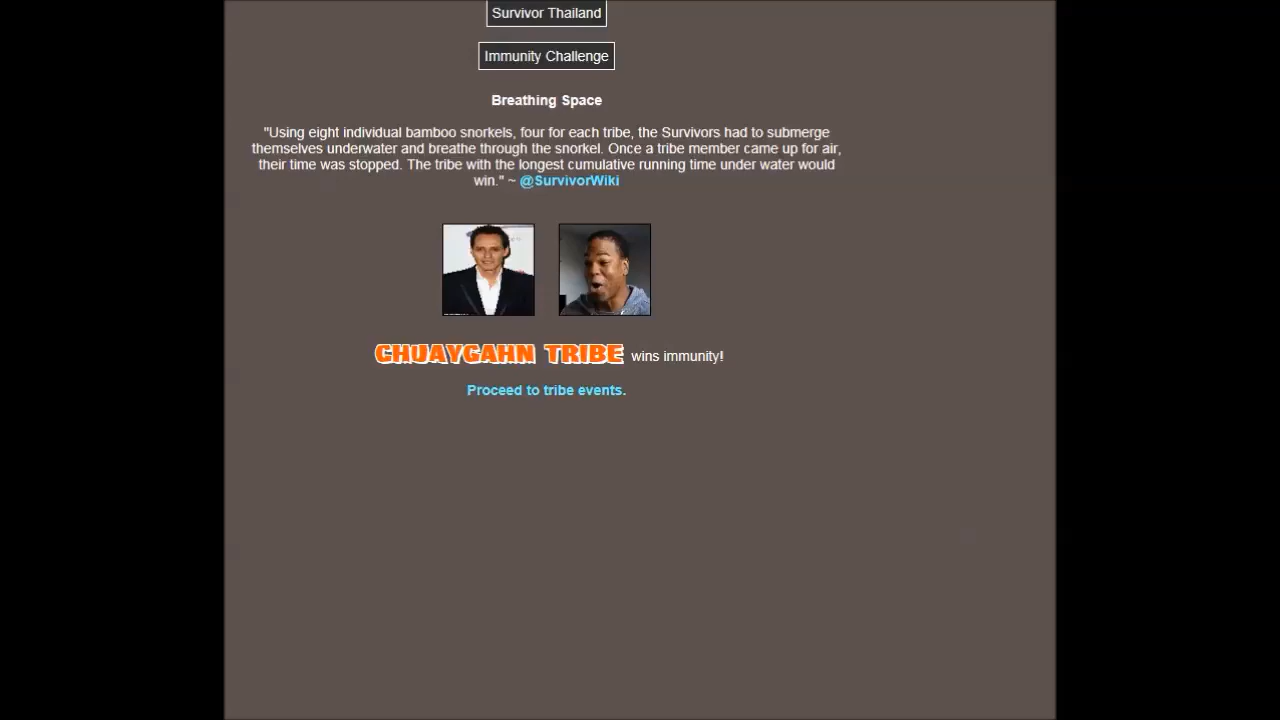 Survivor Thailand
Immunity Challenge
Breathing Space
"Using eight individual bamboo snorkels, four for each tribe, the Survivors had to submerge
themselves underwater and breathe through the snorkel. Once a tribe member came up for air,
their time was stopped. The tribe with the longest cumulative running time under water would
win." ~ @SurvivorWiki
CHUAYGAHN TRIBE wins immunity!
Proceed to tribe events.